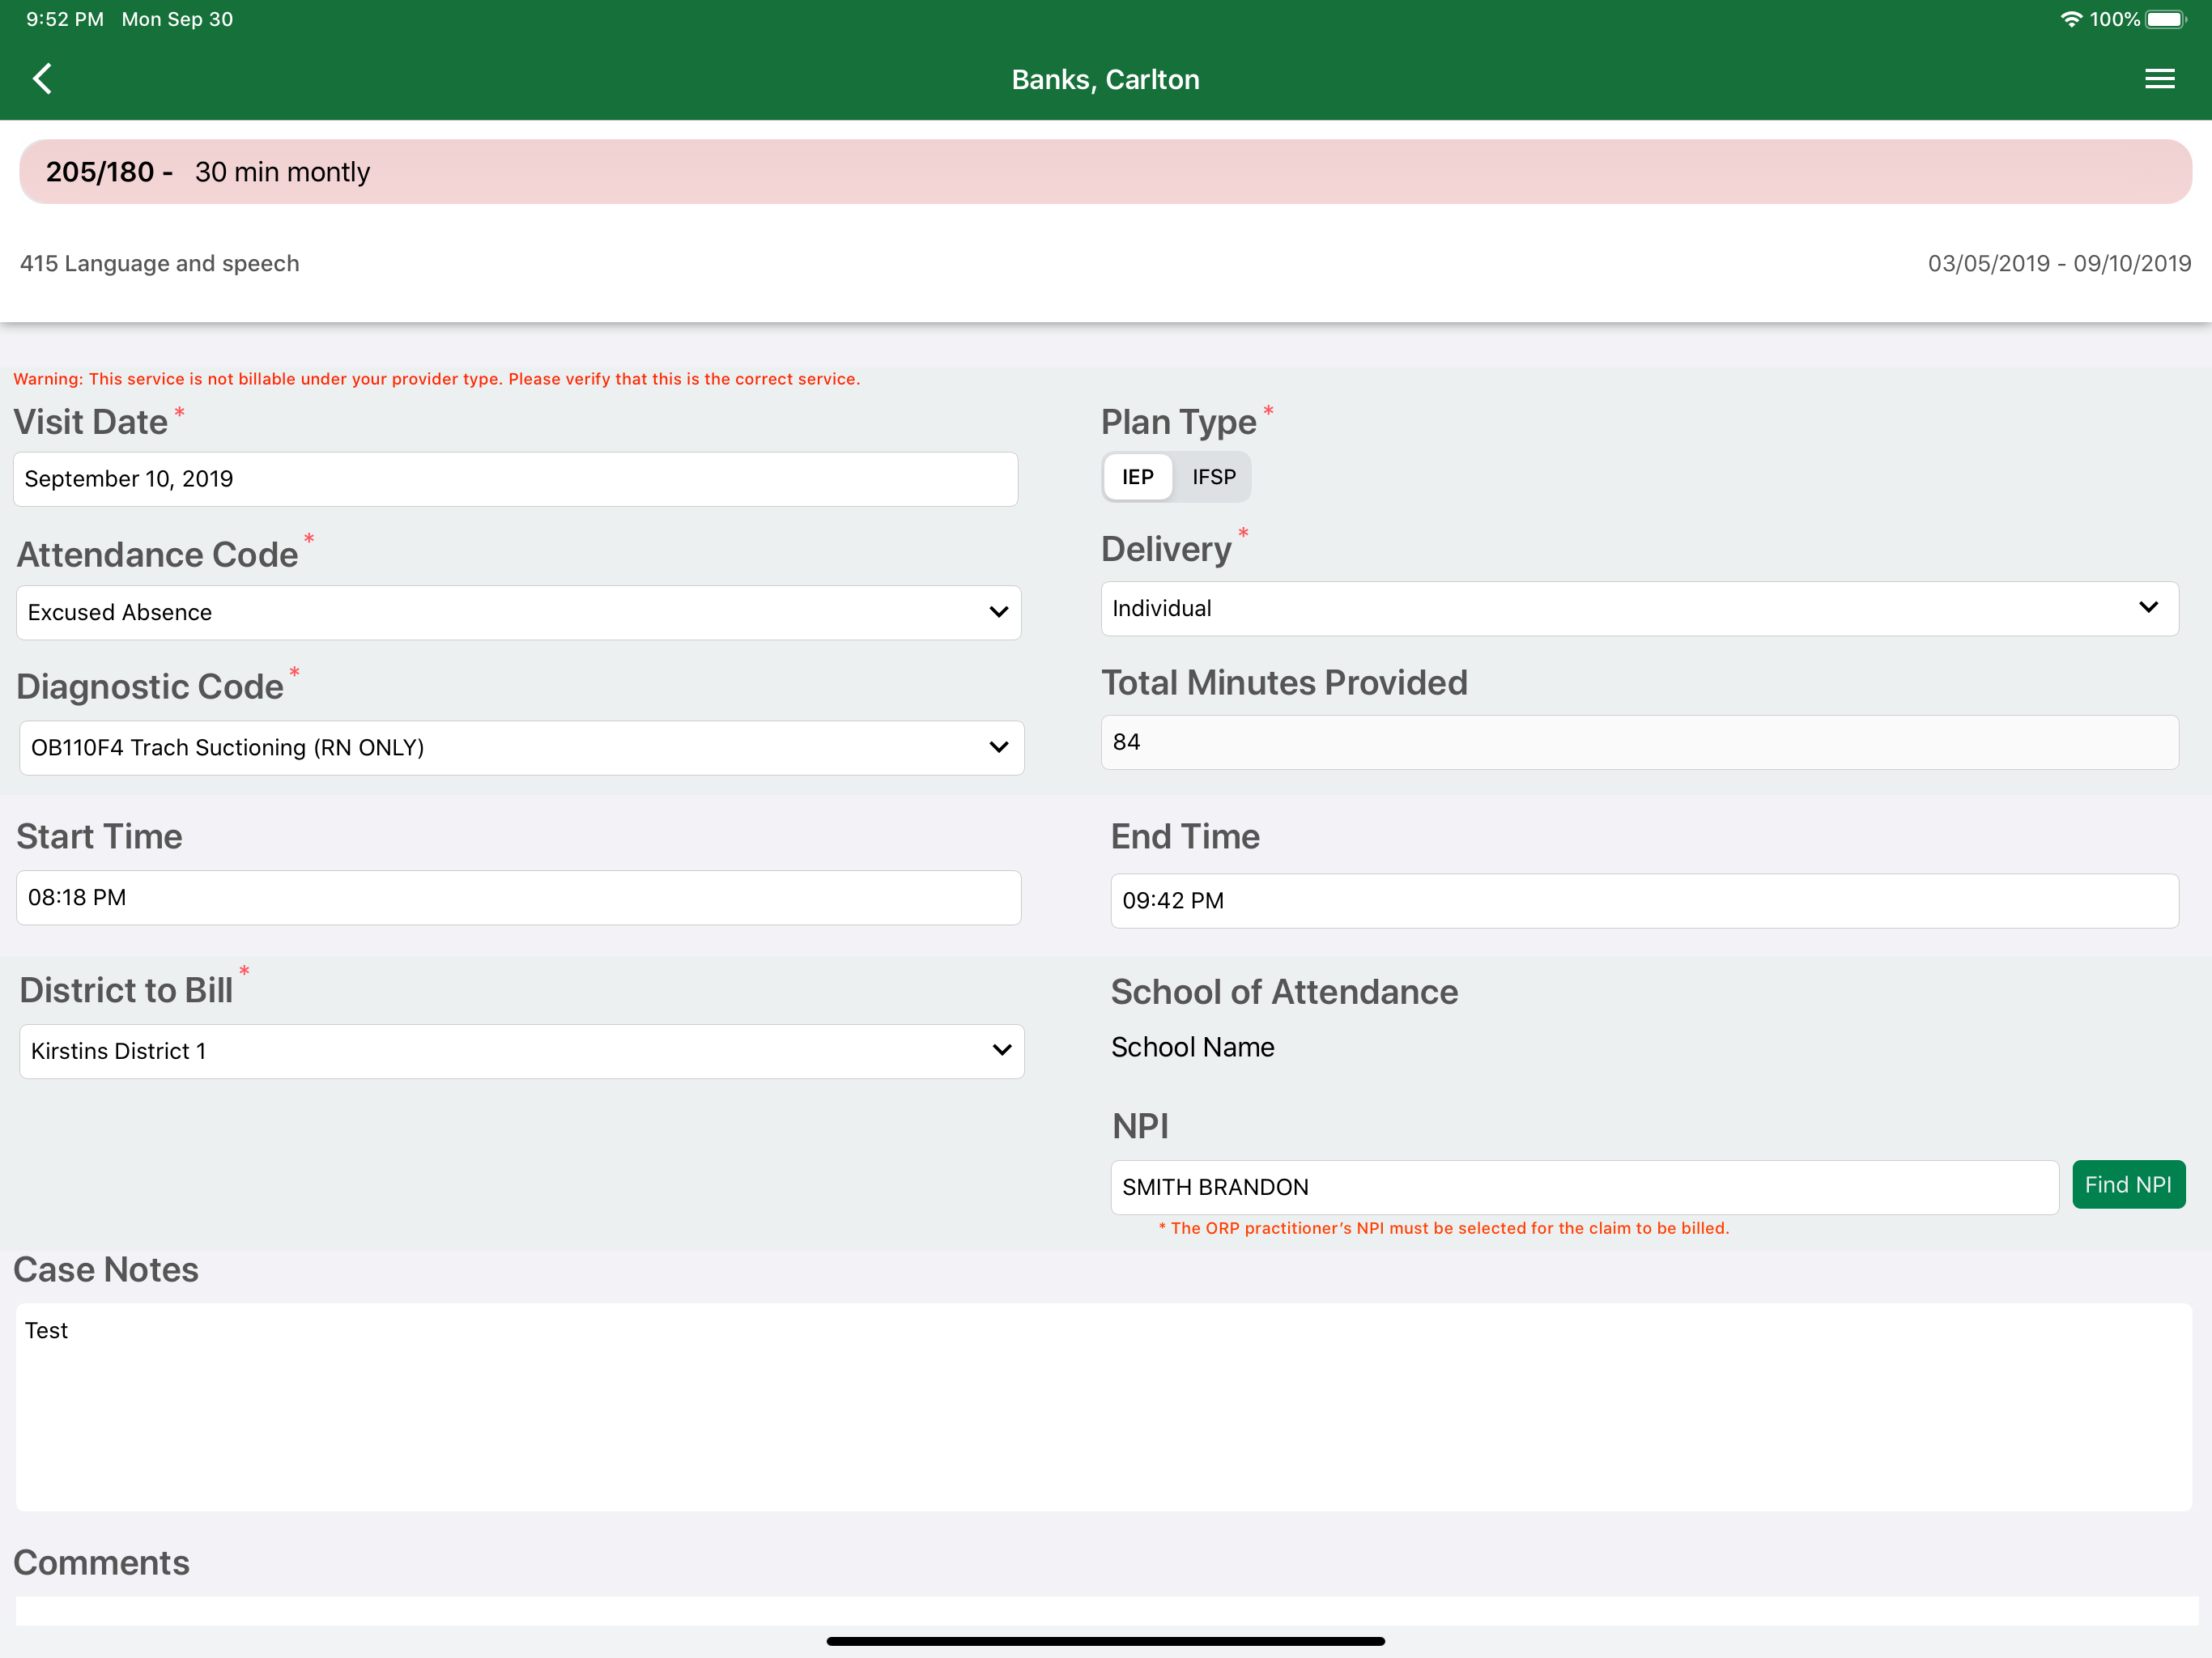 9:52 PM Mon Sep 30 100%
Banks, Carlton
205/180 - 30 min montly
415 Language and speech 03/05/2019 - 09/10/2019
Warning: This service is not billable under your provider type. Please verify that this is the correct service.
Visit Date *
September 10, 2019
Plan Type *
IEP IFSP
Attendance Code *
Excused Absence
Delivery *
Individual
Diagnostic Code *
OB110F4 Trach Suctioning (RN ONLY)
Total Minutes Provided
84
Start Time
08:18 PM
End Time
09:42 PM
District to Bill *
Kirstins District 1
School of Attendance
School Name
NPI
SMITH BRANDON
Find NPI
* The ORP practitioner’s NPI must be selected for the claim to be billed.
Case Notes
Test
Comments